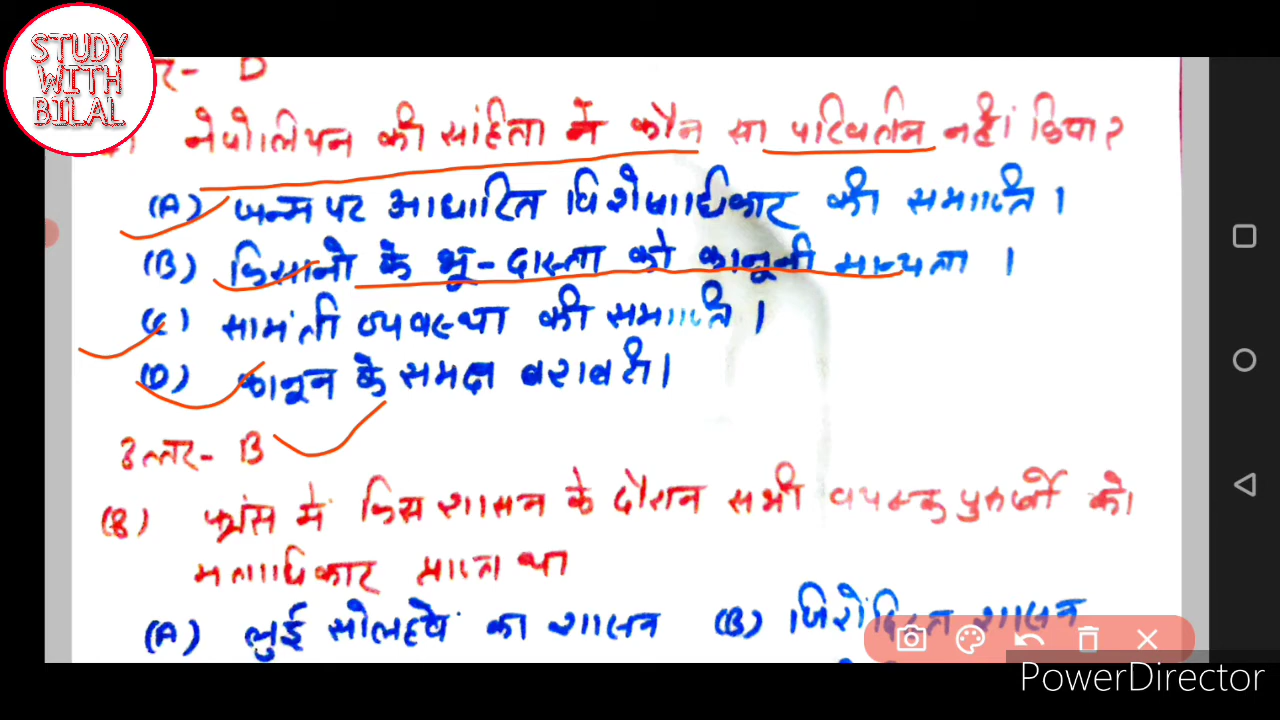 STUDY
WITH
BILAL
र- D
नेपोलियन की संहिता ने कौन सा परिवर्तन नहीं किया?
(A) जन्म पर आधारित विशेषाधिकार की समाप्ति।
(B) किसानो के भू-दासता को कानूनी मान्यता ।
(C) सामंती व्यवस्था की समाप्ति।
(D) कानून के समक्ष बराबरी।
उत्तर- B
(8) फ्रांस में किस शासन के दौरान सभी वयस्क पुरुषों को
मताधिकार प्राप्त था
(A) लुई सोलहवें का शासन (B) जिरोंदिस्त शासन
PowerDirector